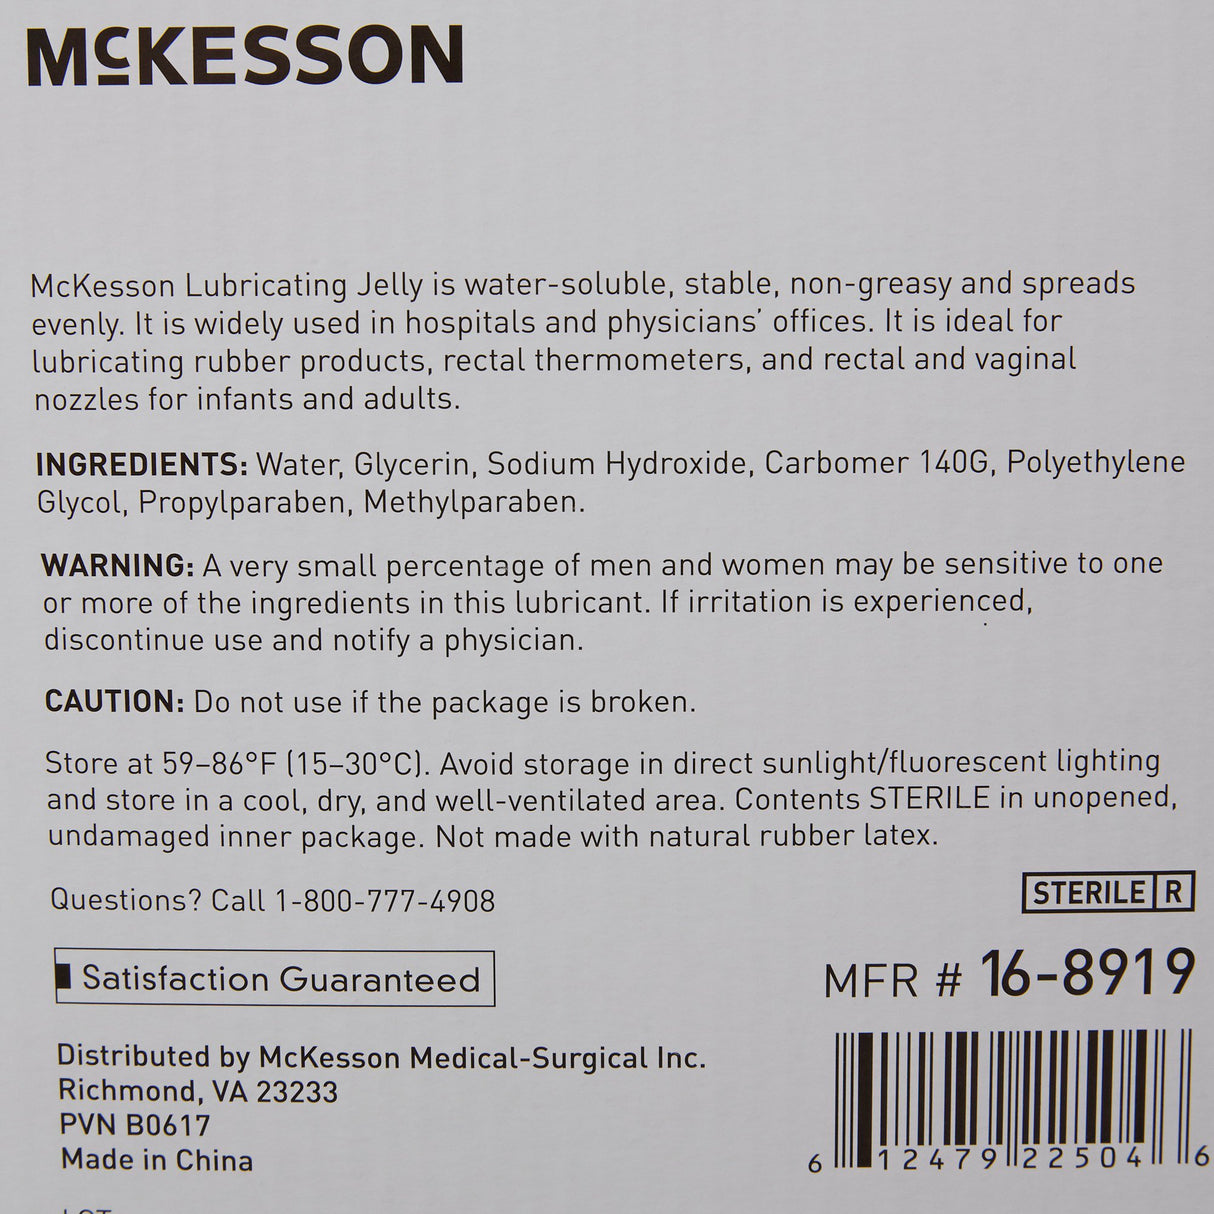 McKESSON
McKesson Lubricating Jelly is water-soluble, stable, non-greasy and spreads
evenly. It is widely used in hospitals and physicians’ offices. It is ideal for
lubricating rubber products, rectal thermometers, and rectal and vaginal
nozzles for infants and adults.
INGREDIENTS: Water, Glycerin, Sodium Hydroxide, Carbomer 140G, Polyethylene
Glycol, Propylparaben, Methylparaben.
WARNING: A very small percentage of men and women may be sensitive to one
or more of the ingredients in this lubricant. If irritation is experienced,
discontinue use and notify a physician.
CAUTION: Do not use if the package is broken.
Store at 59–86°F (15–30°C). Avoid storage in direct sunlight/fluorescent lighting
and store in a cool, dry, and well-ventilated area. Contents STERILE in unopened,
undamaged inner package. Not made with natural rubber latex.
Questions? Call 1-800-777-4908
STERILE R
Satisfaction Guaranteed
MFR # 16-8919
Distributed by McKesson Medical-Surgical Inc.
Richmond, VA 23233
PVN B0617
Made in China
6 12479 22504 6